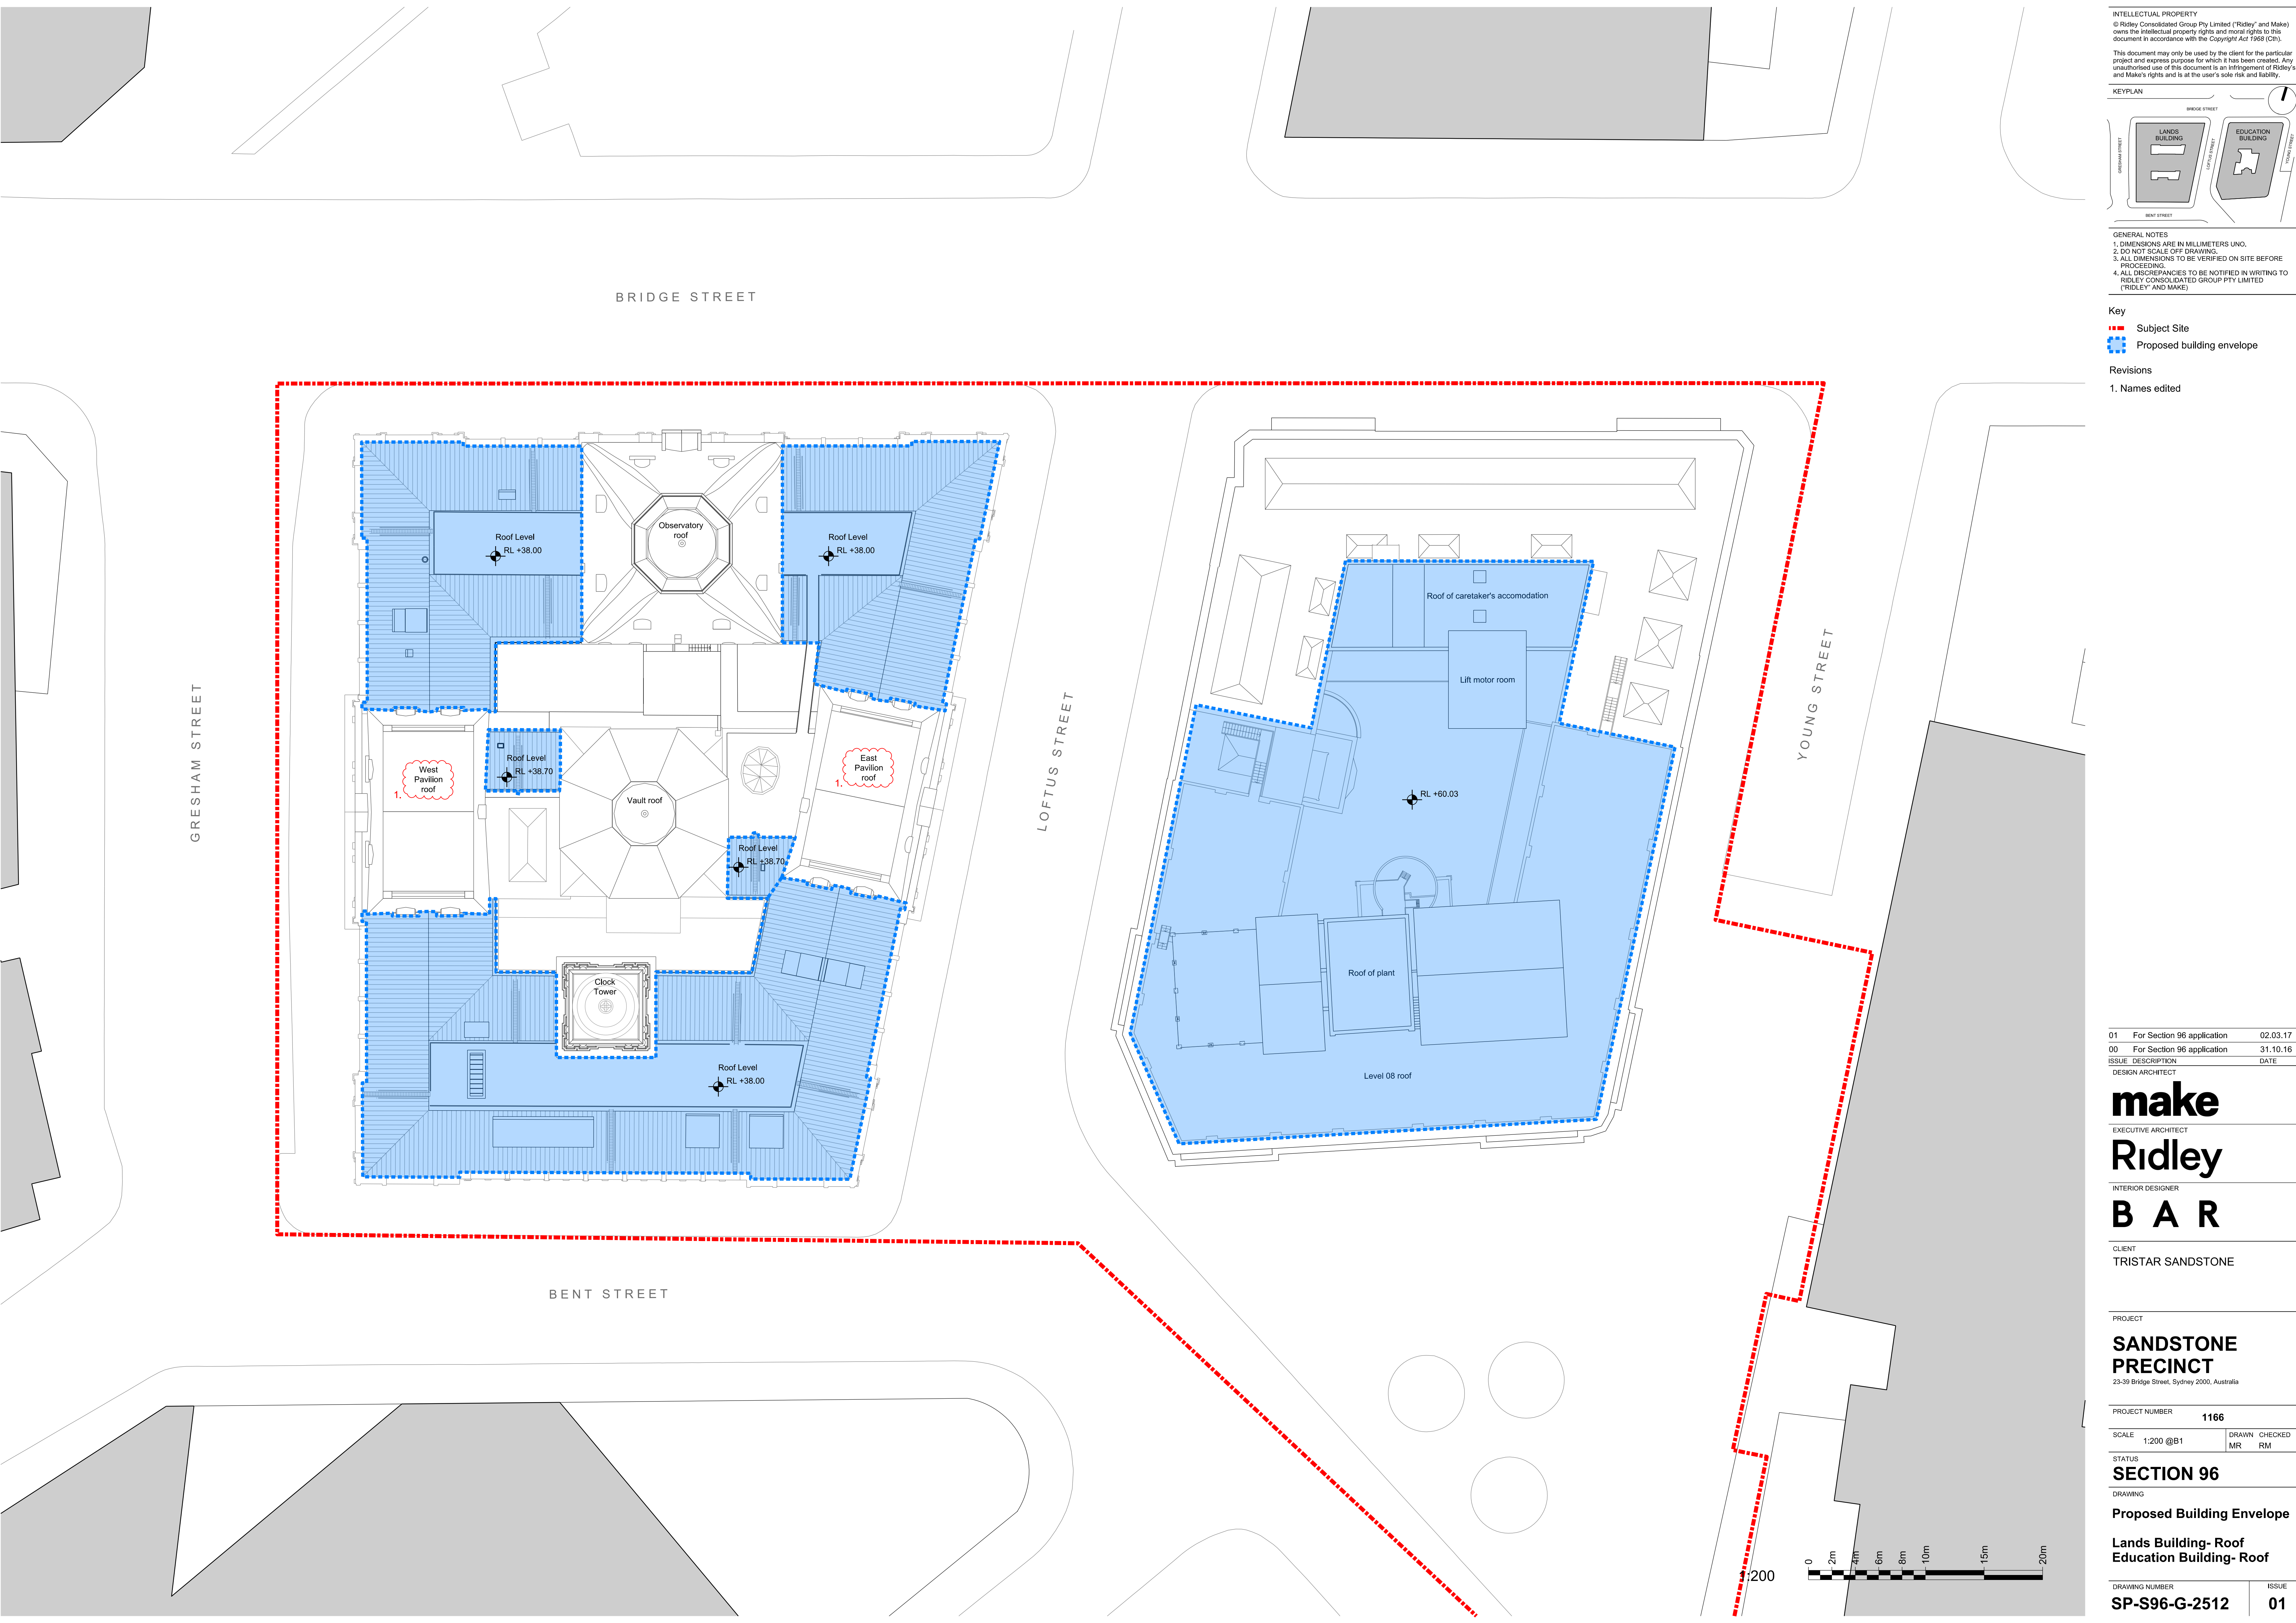 BRIDGE STREET
GRESHAM STREET
LOFTUS STREET
YOUNG STREET
BENT STREET
Observatory
roof
Roof Level
RL +38.00
Roof Level
RL +38.00
West
Pavilion
roof
1.
Roof Level
RL +38.70
Vault roof
East
Pavilion
roof
1.
Roof Level
RL +38.70
Clock
Tower
Roof Level
RL +38.00
Roof of caretaker's accomodation
Lift motor room
RL +60.03
Roof of plant
Level 08 roof
1:200
0 2m 4m 6m 8m 10m 15m 20m
INTELLECTUAL PROPERTY
© Ridley Consolidated Group Pty Limited ("Ridley" and Make)
owns the intellectual property rights and moral rights to this
document in accordance with the Copyright Act 1968 (Cth).
This document may only be used by the client for the particular
project and express purpose for which it has been created. Any
unauthorised use of this document is an infringement of Ridley's
and Make's rights and is at the user's sole risk and liability.
KEYPLAN
BRIDGE STREET
LANDS
BUILDING
EDUCATION
BUILDING
GRESHAM STREET
LOFTUS STREET
YOUNG STREET
BENT STREET
GENERAL NOTES
1. DIMENSIONS ARE IN MILLIMETERS UNO.
2. DO NOT SCALE OFF DRAWING.
3. ALL DIMENSIONS TO BE VERIFIED ON SITE BEFORE
PROCEEDING.
4. ALL DISCREPANCIES TO BE NOTIFIED IN WRITING TO
RIDLEY CONSOLIDATED GROUP PTY LIMITED
("RIDLEY" AND MAKE)
Key
Subject Site
Proposed building envelope
Revisions
1. Names edited
01 For Section 96 application 02.03.17
00 For Section 96 application 31.10.16
ISSUE DESCRIPTION DATE
DESIGN ARCHITECT
make
EXECUTIVE ARCHITECT
Ridley
INTERIOR DESIGNER
BAR
CLIENT
TRISTAR SANDSTONE
PROJECT
SANDSTONE
PRECINCT
23-39 Bridge Street, Sydney 2000, Australia
PROJECT NUMBER
1166
SCALE
1:200 @B1
DRAWN CHECKED
MR RM
STATUS
SECTION 96
DRAWING
Proposed Building Envelope
Lands Building- Roof
Education Building- Roof
DRAWING NUMBER
SP-S96-G-2512
ISSUE
01